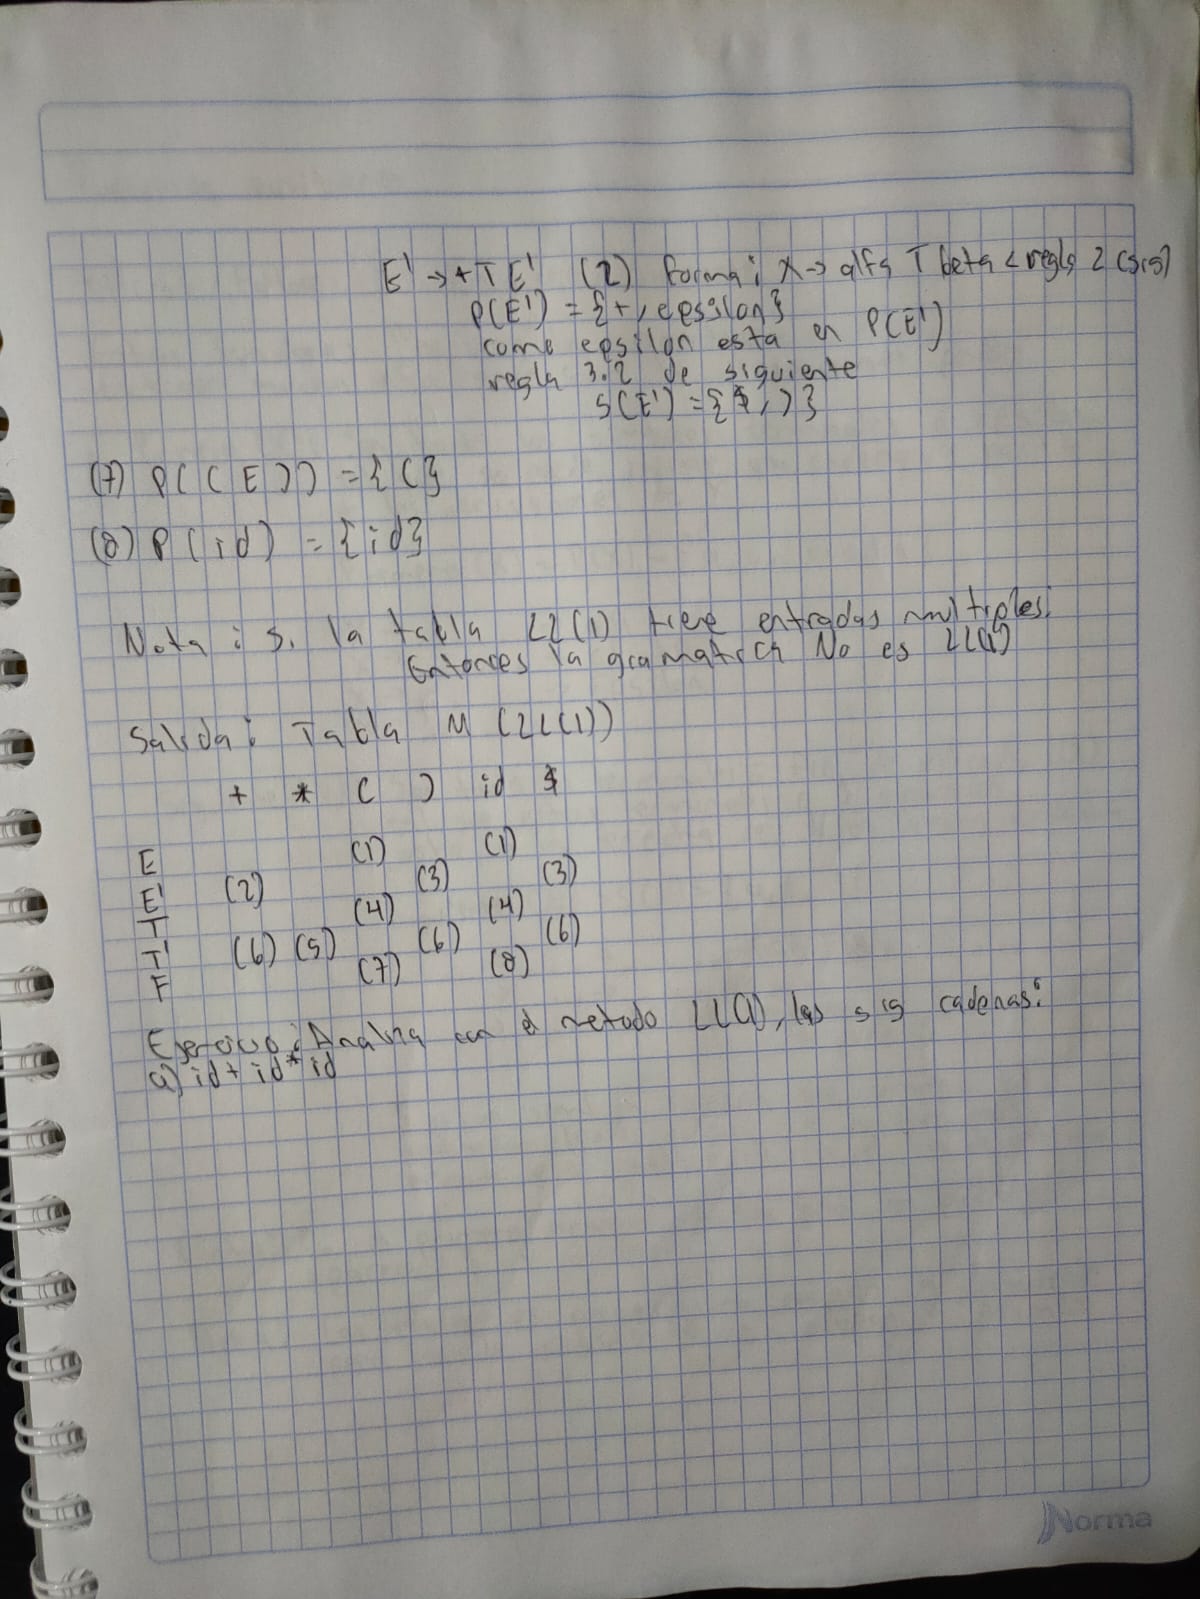 E' → +TE' (2) forma: X → alfa T beta < regla 2 (sig)
P(E') = {+, epsilon}
como epsilon esta en P(E')
regla 3.2 de siguiente
S(E') = {$, )}
(7) P( ( E ) ) = { ( }
(8) P(id) = {id}
Nota: Si la tabla LL(1) tiene entradas multiples,
Entonces la gramatica No es LL(1)
Salida: Tabla M (LL(1))
+ * ( ) id $
E (1) (1)
E' (2) (3) (3)
T (4) (4)
T' (6) (5) (6) (6)
F (7) (8)
Ejercicio: Analiza con el metodo LL(1), las sig cadenas:
a) id + id * id
Norma